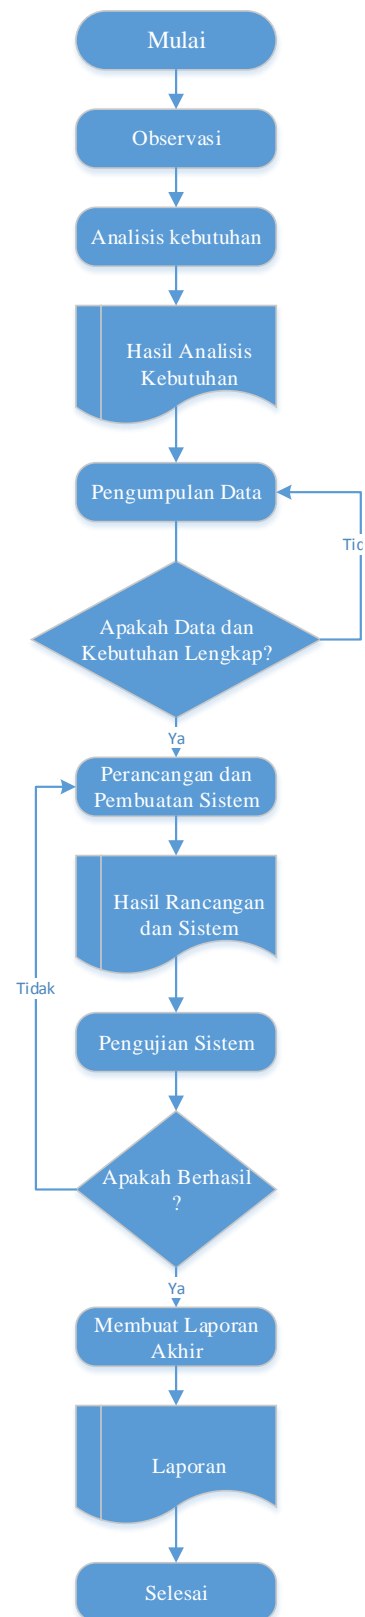 Mulai
Observasi
Analisis kebutuhan
Hasil Analisis
Kebutuhan
Pengumpulan Data
Tid
Apakah Data dan
Kebutuhan Lengkap?
Ya
Perancangan dan
Pembuatan Sistem
Hasil Rancangan
dan Sistem
Tidak
Pengujian Sistem
Apakah Berhasil
?
Ya
Membuat Laporan
Akhir
Laporan
Selesai